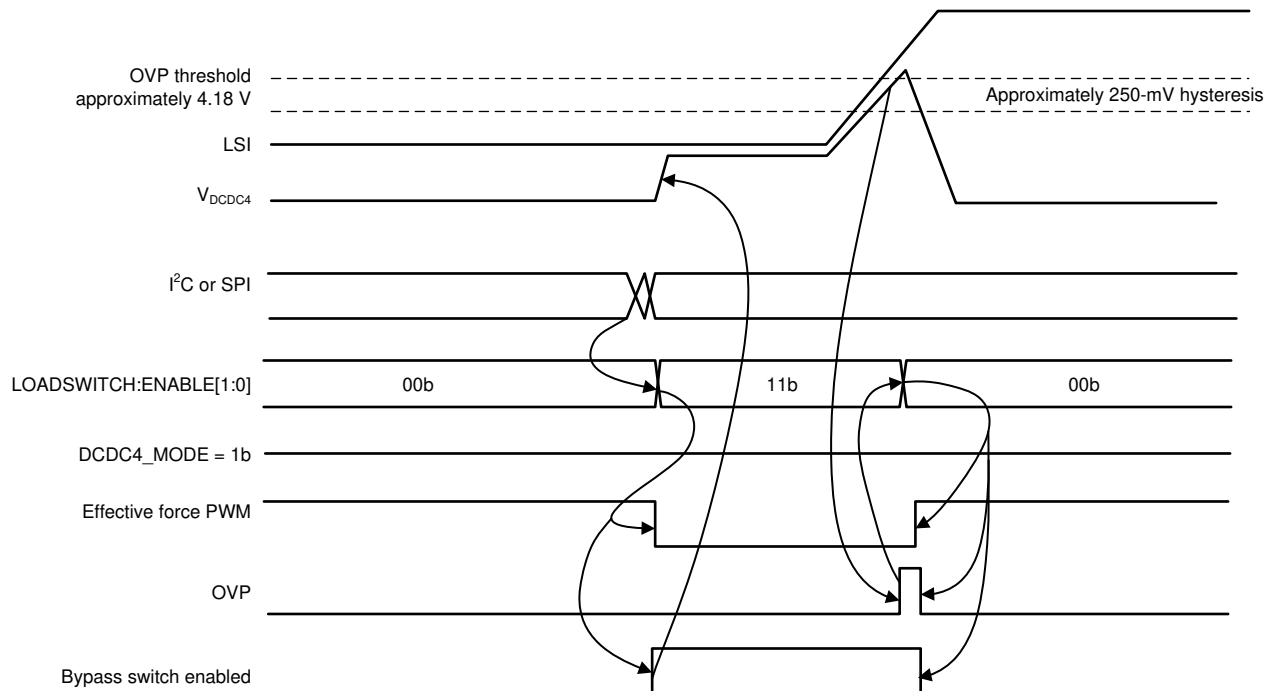 OVP threshold
approximately 4.18 V
Approximately 250-mV hysteresis
LSI
VDCDC4
I2C or SPI
LOADSWITCH:ENABLE[1:0]
00b
11b
00b
DCDC4_MODE = 1b
Effective force PWM
OVP
Bypass switch enabled